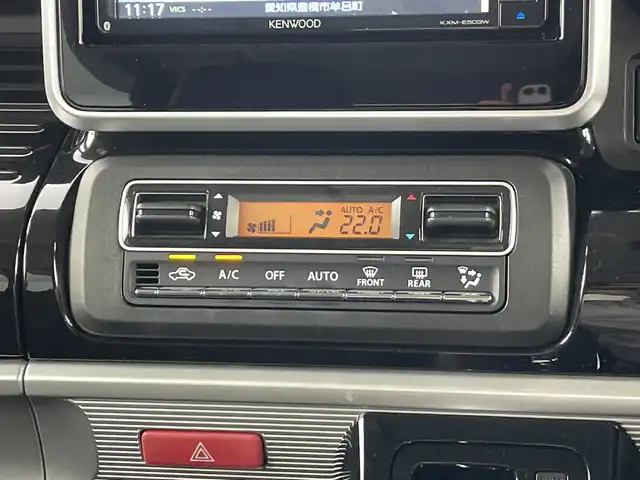 11:17 VICS --:-- 愛知県豊橋市牟呂町
KENWOOD
KXM-E503W
AUTO A/C
22.0
A/C OFF AUTO FRONT REAR